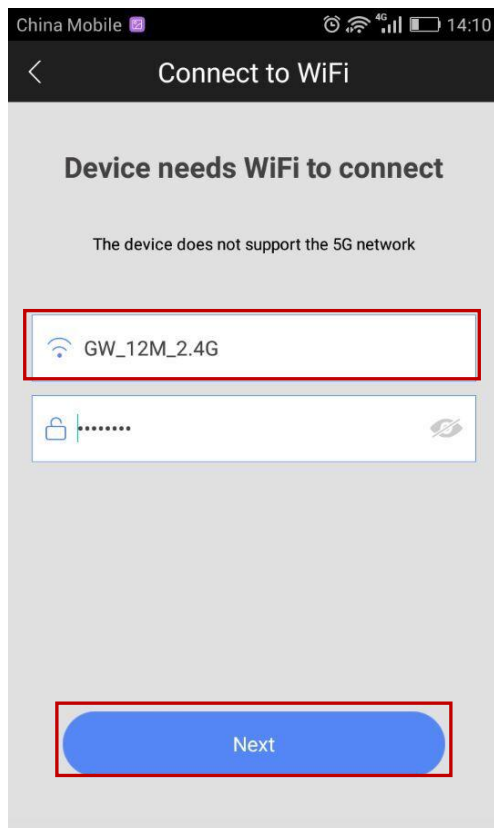 China Mobile 4G 14:10
Connect to WiFi
Device needs WiFi to connect
The device does not support the 5G network
GW_12M_2.4G
••••••••
Next